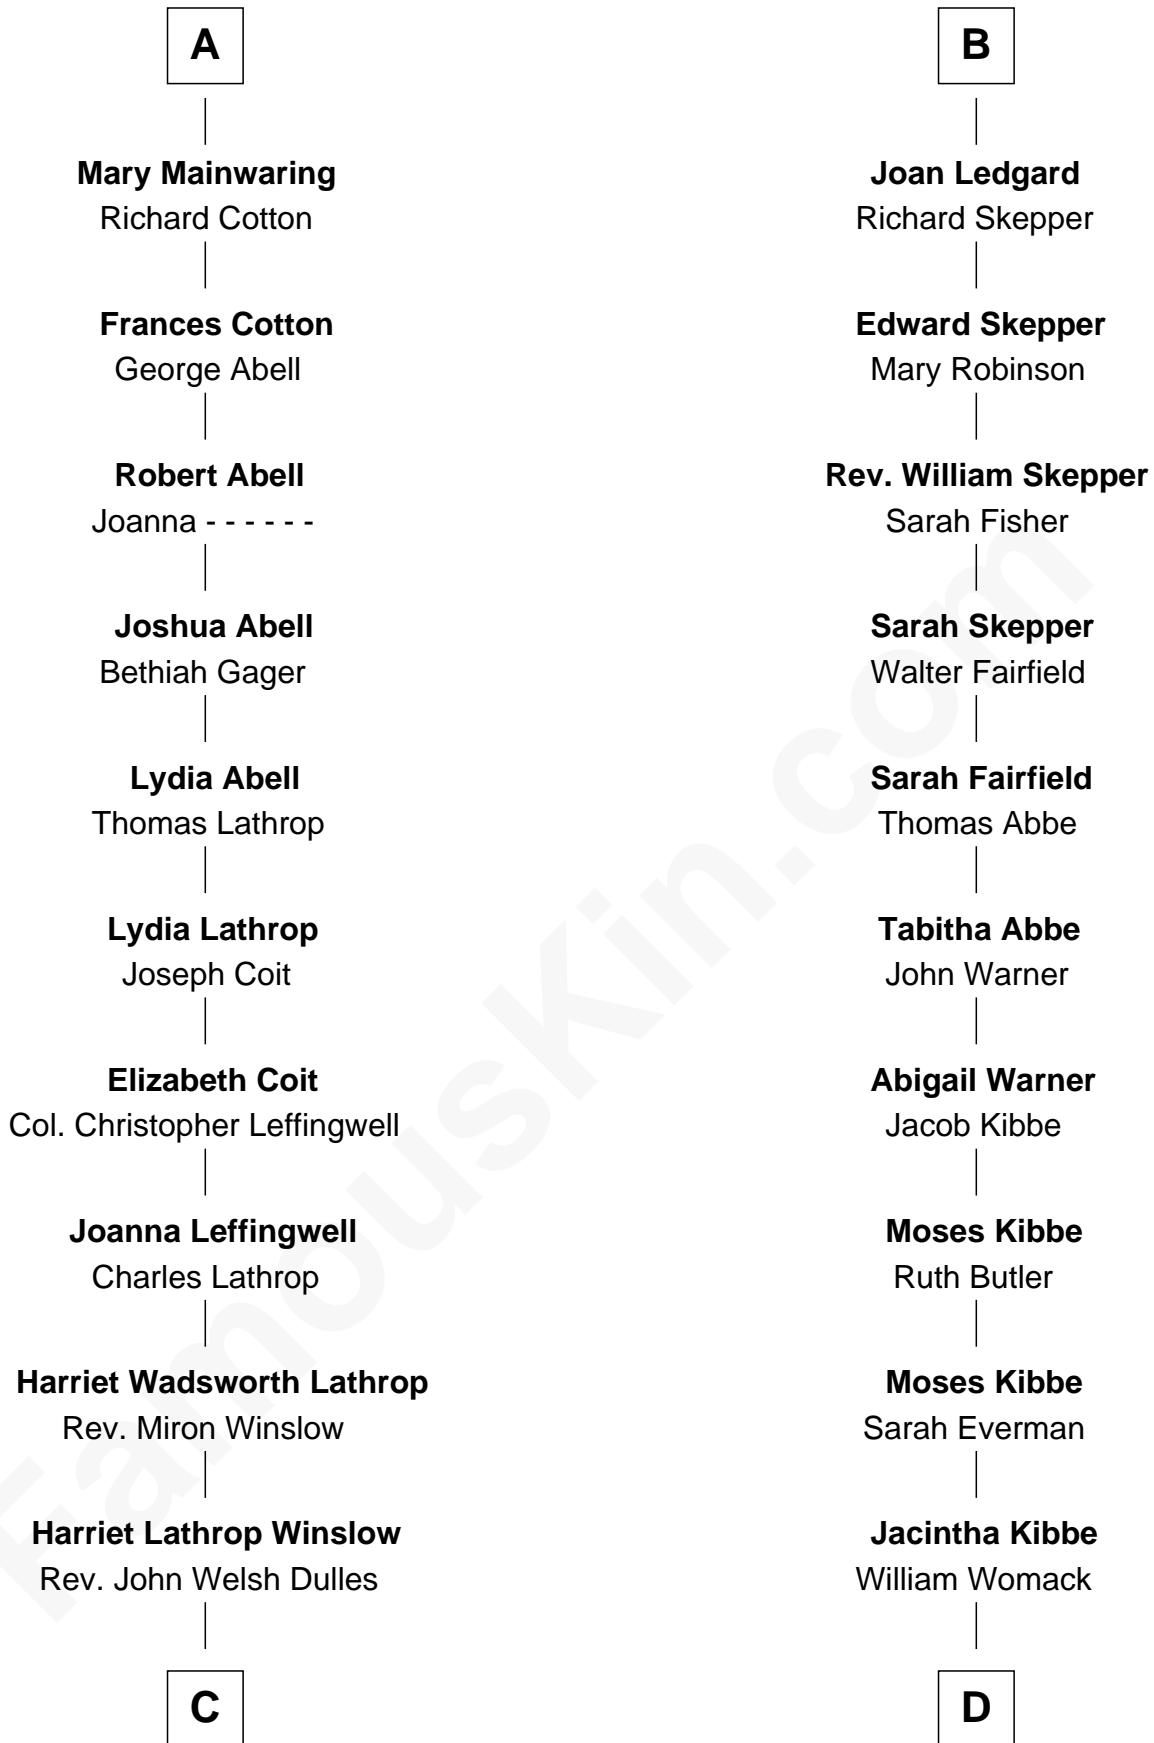 A
Mary Mainwaring
Richard Cotton
Frances Cotton
George Abell
Robert Abell
Joanna - - - - - -
Joshua Abell
Bethiah Gager
Lydia Abell
Thomas Lathrop
Lydia Lathrop
Joseph Coit
Elizabeth Coit
Col. Christopher Leffingwell
Joanna Leffingwell
Charles Lathrop
Harriet Wadsworth Lathrop
Rev. Miron Winslow
Harriet Lathrop Winslow
Rev. John Welsh Dulles
C
B
Joan Ledgard
Richard Skepper
Edward Skepper
Mary Robinson
Rev. William Skepper
Sarah Fisher
Sarah Skepper
Walter Fairfield
Sarah Fairfield
Thomas Abbe
Tabitha Abbe
John Warner
Abigail Warner
Jacob Kibbe
Moses Kibbe
Ruth Butler
Moses Kibbe
Sarah Everman
Jacintha Kibbe
William Womack
D
FamousKin.com